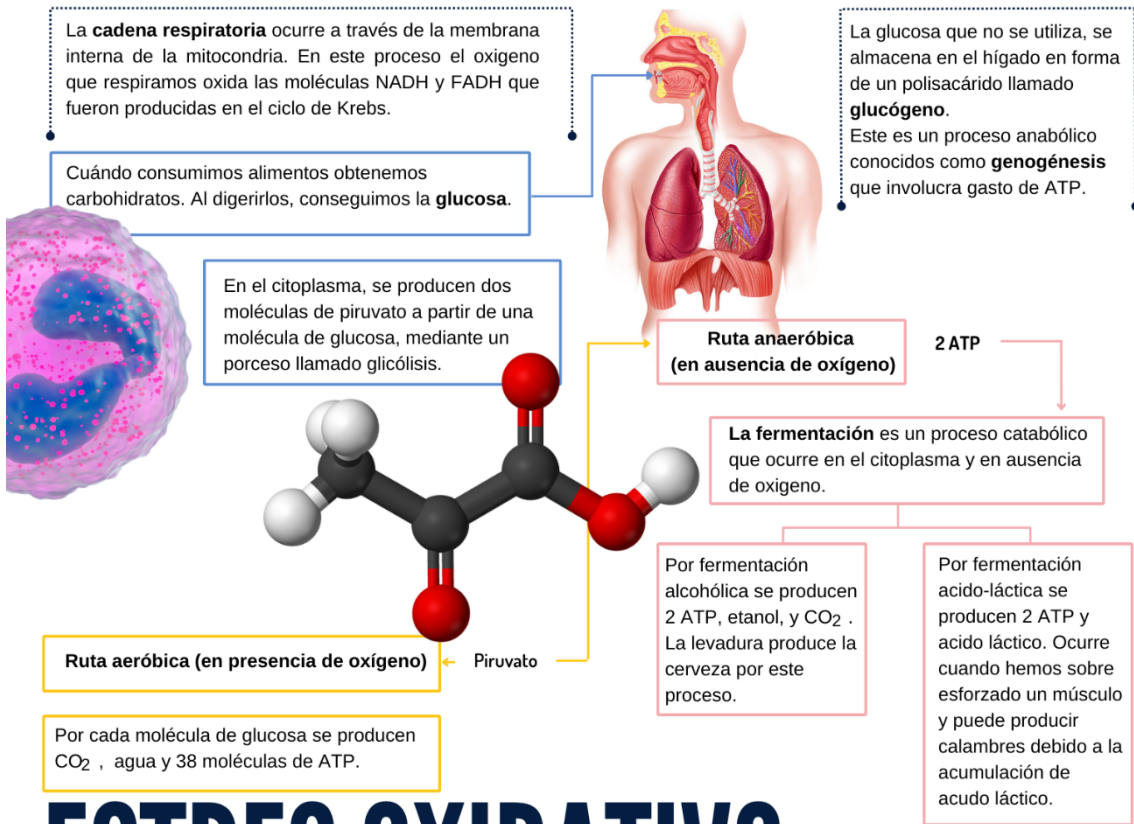 La cadena respiratoria ocurre a través de la membrana
interna de la mitocondria. En este proceso el oxigeno
que respiramos oxida las moléculas NADH y FADH que
fueron producidas en el ciclo de Krebs.
La glucosa que no se utiliza, se
almacena en el hígado en forma
de un polisacárido llamado
glucógeno.
Este es un proceso anabólico
conocidos como genogénesis
que involucra gasto de ATP.
Cuándo consumimos alimentos obtenemos
carbohidratos. Al digerirlos, conseguimos la glucosa.
En el citoplasma, se producen dos
moléculas de piruvato a partir de una
molécula de glucosa, mediante un
porceso llamado glicólisis.
Ruta anaeróbica
(en ausencia de oxígeno)
2 ATP
La fermentación es un proceso catabólico
que ocurre en el citoplasma y en ausencia
de oxigeno.
Por fermentación
alcohólica se producen
2 ATP, etanol, y CO2 .
La levadura produce la
cerveza por este
proceso.
Por fermentación
acido-láctica se
producen 2 ATP y
acido láctico. Ocurre
cuando hemos sobre
esforzado un músculo
y puede producir
calambres debido a la
acumulación de
acudo láctico.
Ruta aeróbica (en presencia de oxígeno)
Piruvato
Por cada molécula de glucosa se producen
CO2 , agua y 38 moléculas de ATP.
ESTRES OXIDATIVO